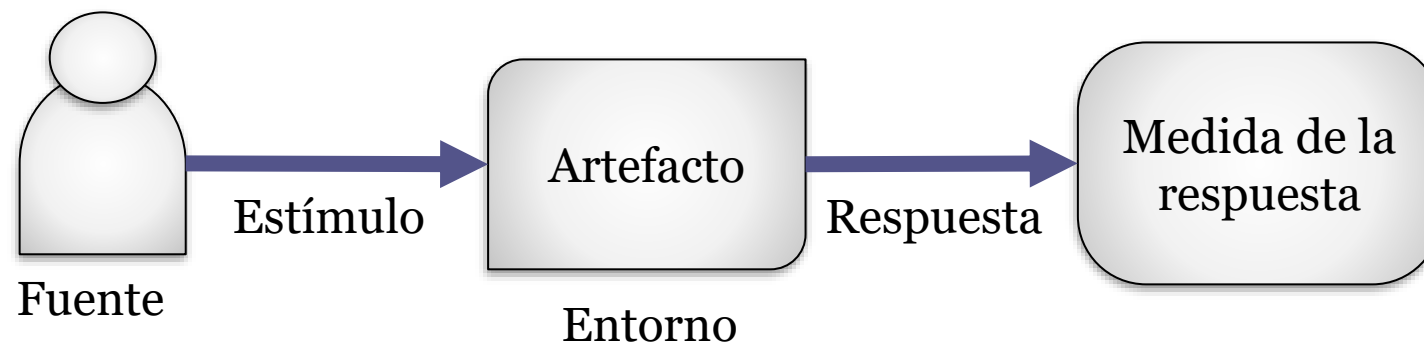 Fuente
Estímulo
Artefacto
Entorno
Respuesta
Medida de la
respuesta